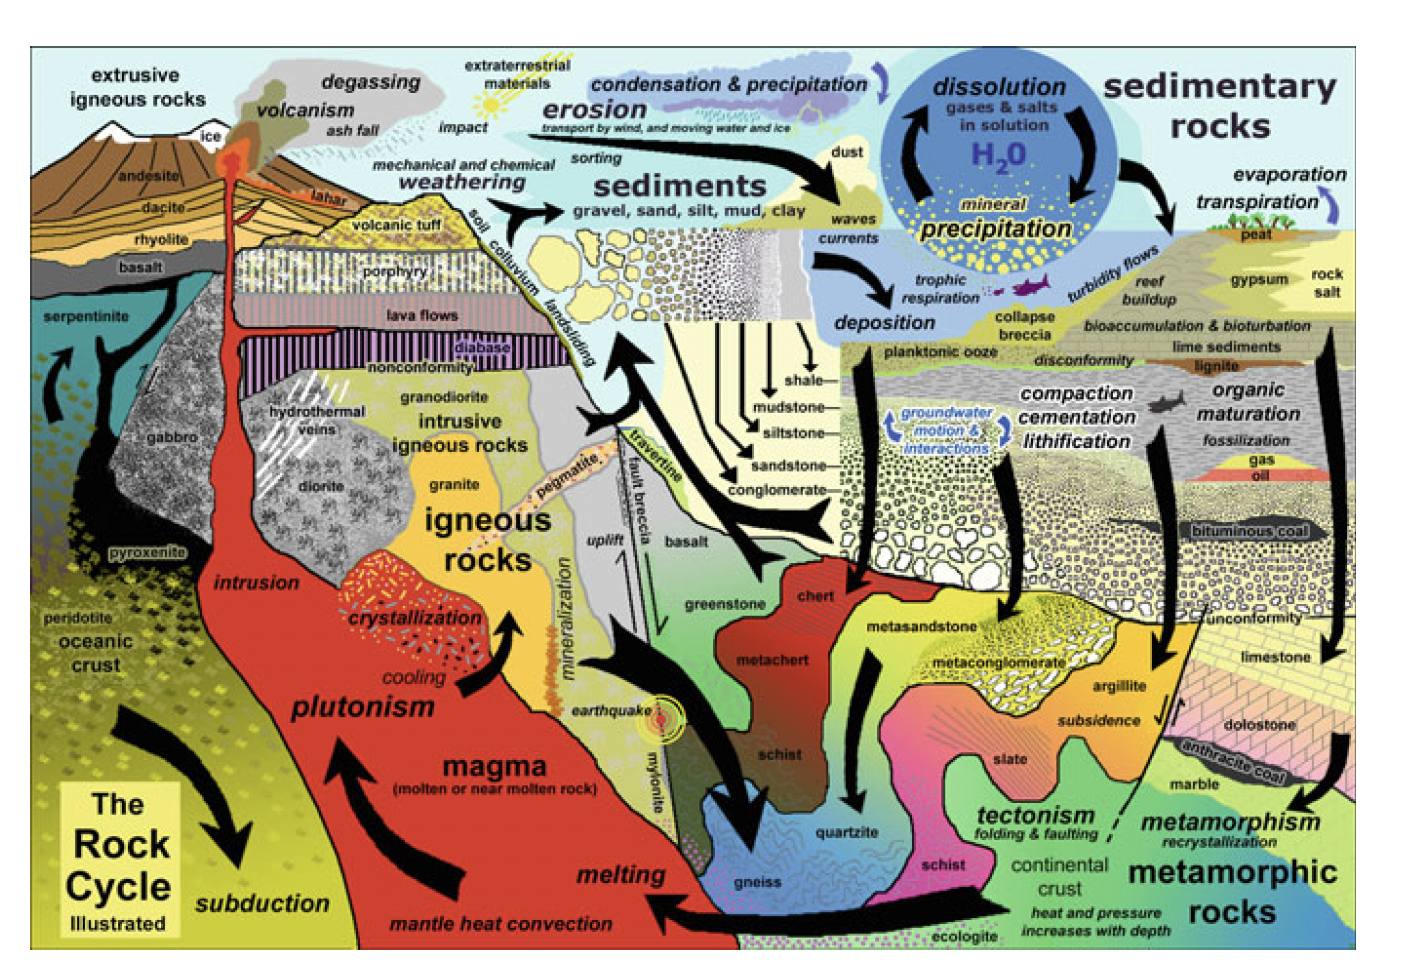 extrusive
igneous rocks
degassing
volcanism
ash fall
ice
extraterrestrial
materials
impact
condensation & precipitation
erosion
transport by wind, and moving water and ice
sorting
mechanical and chemical
weathering
sediments
gravel, sand, silt, mud, clay
dust
waves
currents
dissolution
gases & salts
in solution
H2O
mineral
precipitation
sedimentary
rocks
evaporation
transpiration
peat
gypsum
rock
salt
reef
buildup
turbidity flows
trophic
respiration
collapse
breccia
deposition
bioaccumulation & bioturbation
planktonic ooze
disconformity
lime sediments
lignite
andesite
dacite
rhyolite
basalt
lahar
volcanic tuff
porphyry
lava flows
diabase
nonconformity
soil
colluvium
landsliding
serpentinite
gabbro
hydrothermal
veins
granodiorite
intrusive
igneous rocks
diorite
granite
pegmatite
igneous
rocks
travertine
fault breccia
uplift
basalt
shale
mudstone
siltstone
sandstone
conglomerate
groundwater
motion &
interactions
compaction
cementation
lithification
organic
maturation
fossilization
gas
oil
bituminous coal
pyroxenite
intrusion
crystallization
cooling
mineralization
peridotite
oceanic
crust
plutonism
magma
(molten or near molten rock)
earthquake
mylonite
greenstone
chert
metachert
schist
metasandstone
metaconglomerate
argillite
subsidence
slate
unconformity
limestone
dolostone
anthracite coal
marble
quartzite
gneiss
schist
tectonism
folding & faulting
continental
crust
metamorphism
recrystallization
metamorphic
rocks
heat and pressure
increases with depth
ecologite
melting
mantle heat convection
subduction
The
Rock
Cycle
Illustrated